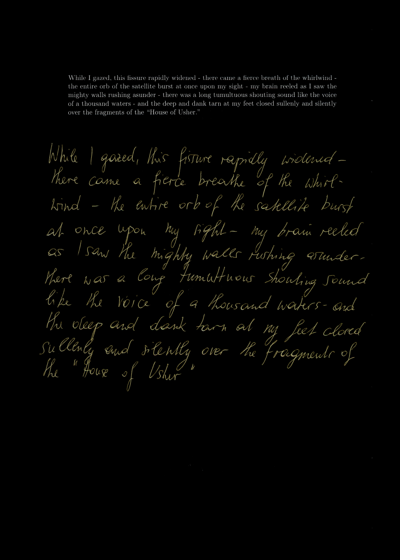 While I gazed, this fissure rapidly widened - there came a fierce breath of the whirlwind -
the entire orb of the satellite burst at once upon my sight - my brain reeled as I saw the
mighty walls rushing asunder - there was a long tumultuous shouting sound like the voice
of a thousand waters - and the deep and dank tarn at my feet closed sullenly and silently
over the fragments of the "House of Usher."
While I gazed, this fissure rapidly widened –
there came a fierce breathe of the whirl-
wind – the entire orb of the satellite burst
at once upon my sight – my brain reeled
as I saw the mighty walls rushing asunder-
there was a long tumultuous shouting sound
like the voice of a thousand waters- and
the deep and dank tarn at my feet closed
sullenly and silently over the fragments of
the "House of Usher"